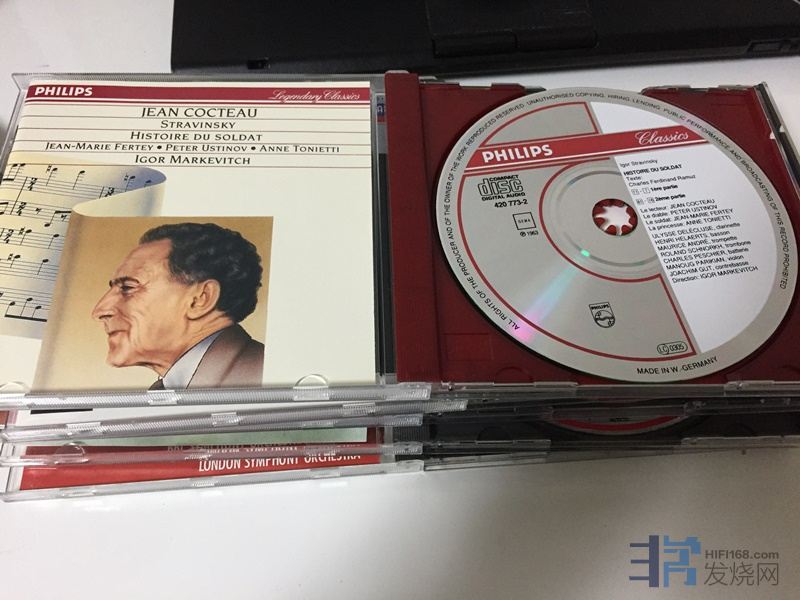 PHILIPS
Legendary Classics
JEAN COCTEAU
STRAVINSKY
HISTOIRE DU SOLDAT
JEAN-MARIE FERTEY • PETER USTINOV • ANNE TONIETTI
IGOR MARKEVITCH
LONDON SYMPHONY ORCHESTRA
ALL RIGHTS OF THE PRODUCER AND OF THE OWNER OF THE WORK REPRODUCED RESERVED. UNAUTHORISED COPYING, HIRING, LENDING, PUBLIC PERFORMANCE AND BROADCASTING OF THIS RECORD PROHIBITED
PHILIPS
Classics
COMPACT
disc
DIGITAL AUDIO
420 773-2
℗ 1963
Igor Stravinsky
HISTOIRE DU SOLDAT
Texte:
Charles Ferdinand Ramuz
1ère partie
2ème partie
Le lecteur: JEAN COCTEAU
Le diable: PETER USTINOV
Le soldat: JEAN-MARIE FERTEY
La princesse: ANNE TONIETTI
ULYSSE DELÉCLUSE, clarinette
HENRI HELAERTS, basson
MAURICE ANDRÉ, trompette
ROLAND SCHNORKH, trombone
CHARLES PESCHIER, batterie
MANOUG PARIKIAN, violon
JOACHIM GUT, contrebasse
Direction: IGOR MARKEVITCH
PHILIPS
LC 0305
MADE IN W.-GERMANY
HIFI168.com
发烧网